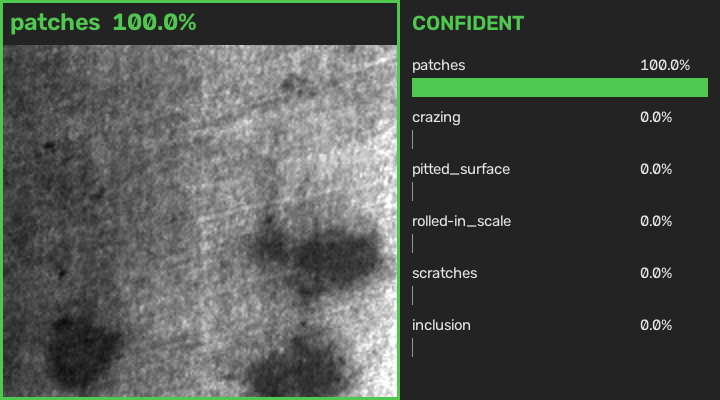 patches 100.0%
CONFIDENT
patches 100.0%
crazing 0.0%
pitted_surface 0.0%
rolled-in_scale 0.0%
scratches 0.0%
inclusion 0.0%